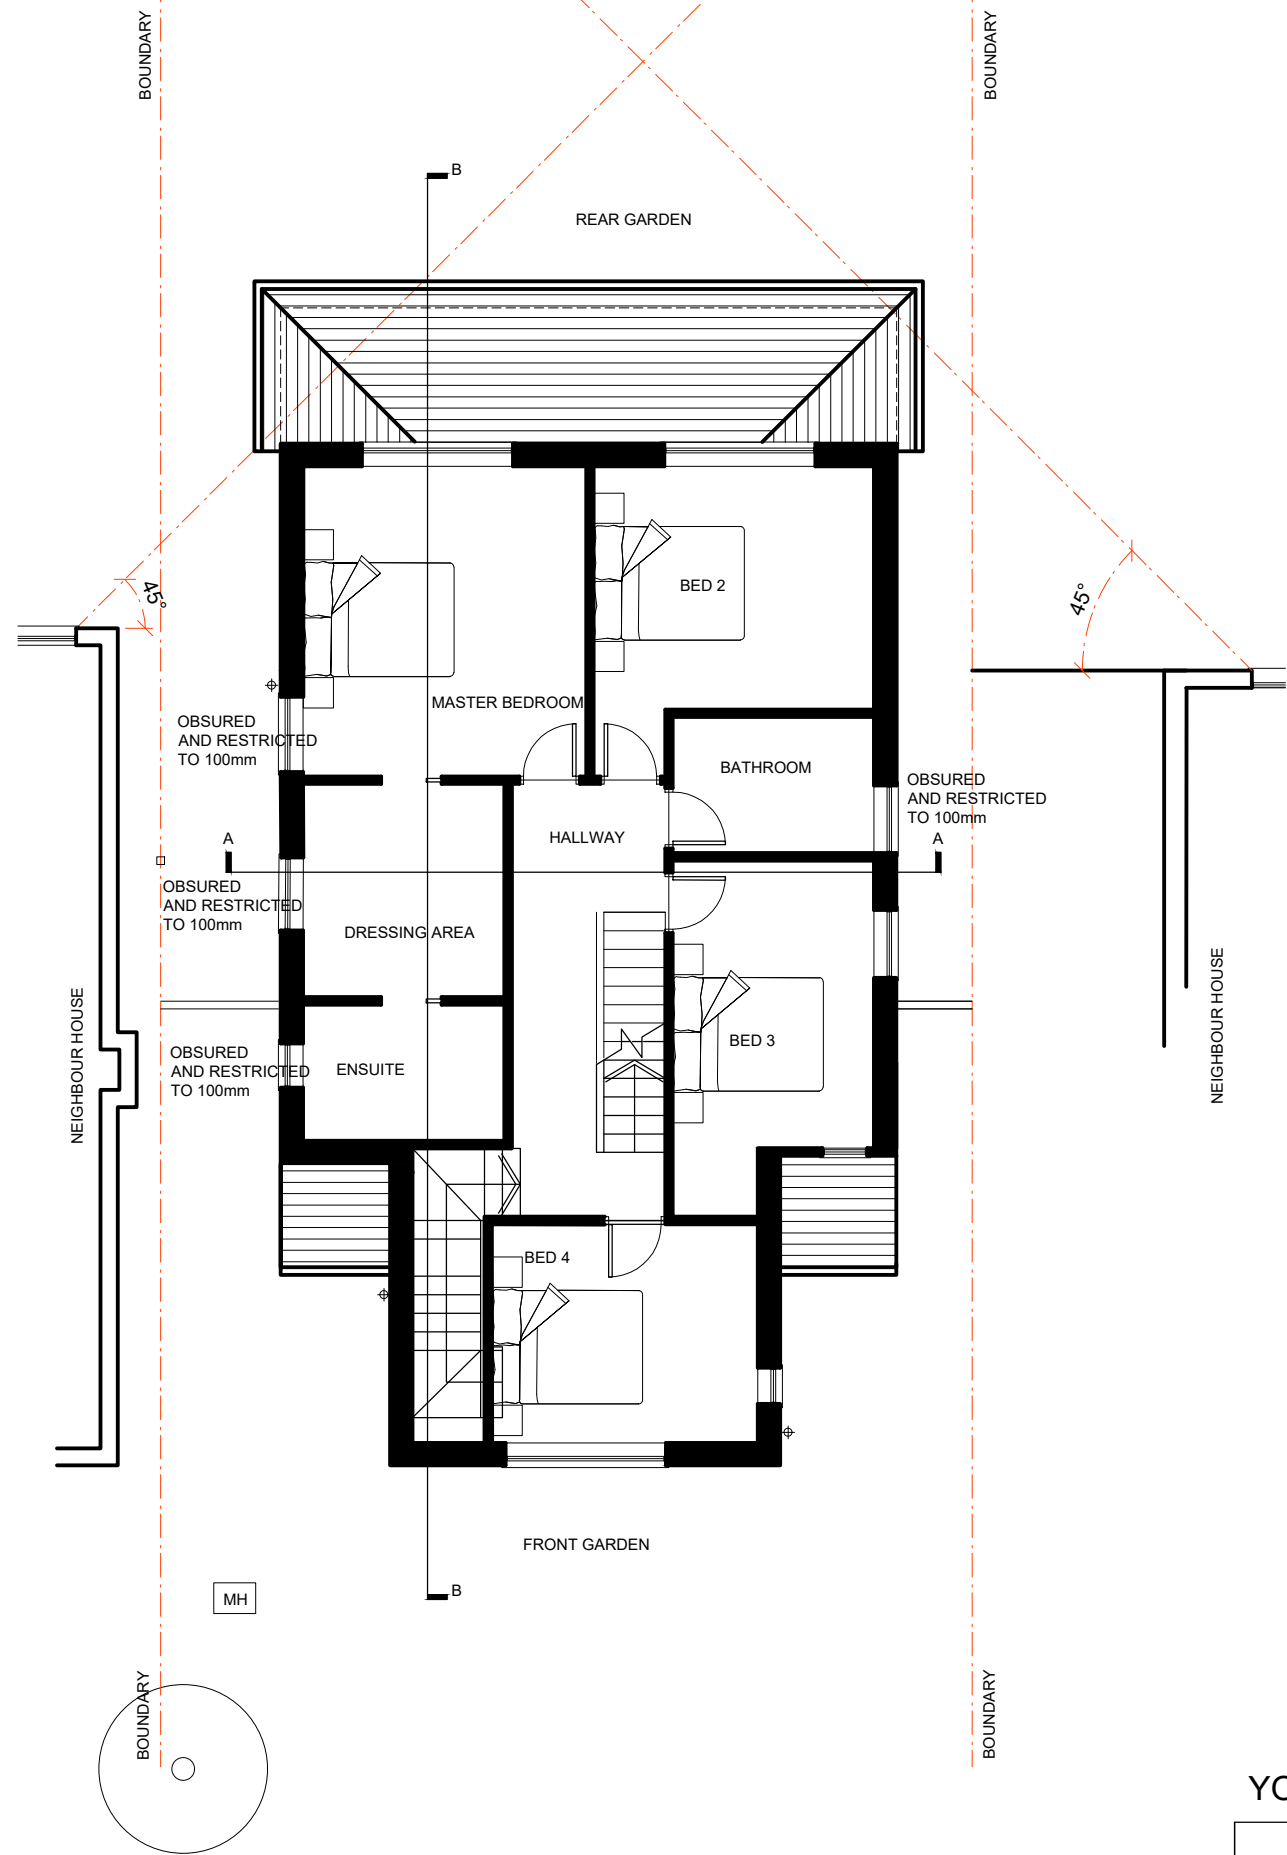 BOUNDARY
BOUNDARY
B
REAR GARDEN
45°
45°
BED 2
MASTER BEDROOM
OBSURED
AND RESTRICTED
TO 100mm
BATHROOM
OBSURED
AND RESTRICTED
TO 100mm
HALLWAY
A
A
OBSURED
AND RESTRICTED
TO 100mm
DRESSING AREA
NEIGHBOUR HOUSE
NEIGHBOUR HOUSE
BED 3
OBSURED
AND RESTRICTED
TO 100mm
ENSUITE
BED 4
FRONT GARDEN
B
MH
BOUNDARY
BOUNDARY